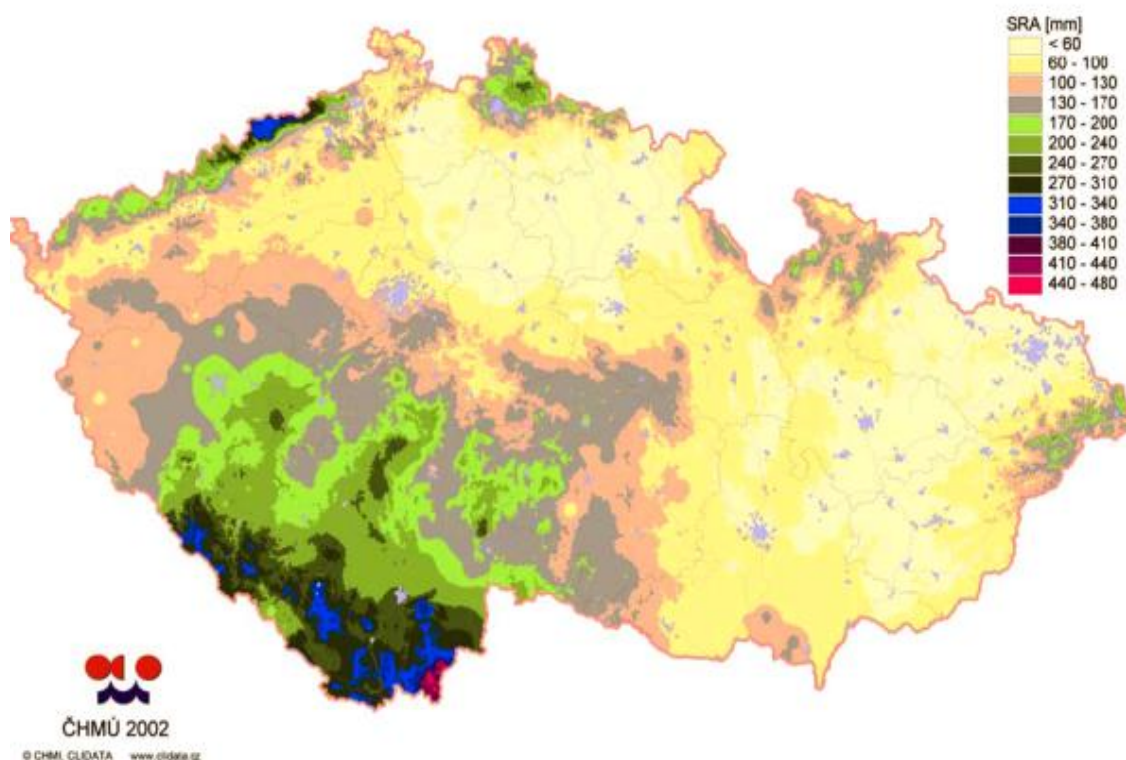 SRA [mm]
< 60
60 - 100
100 - 130
130 - 170
170 - 200
200 - 240
240 - 270
270 - 310
310 - 340
340 - 380
380 - 410
410 - 440
440 - 480
ČHMÚ 2002
© CHMI, CLIDATA www.clidata.cz